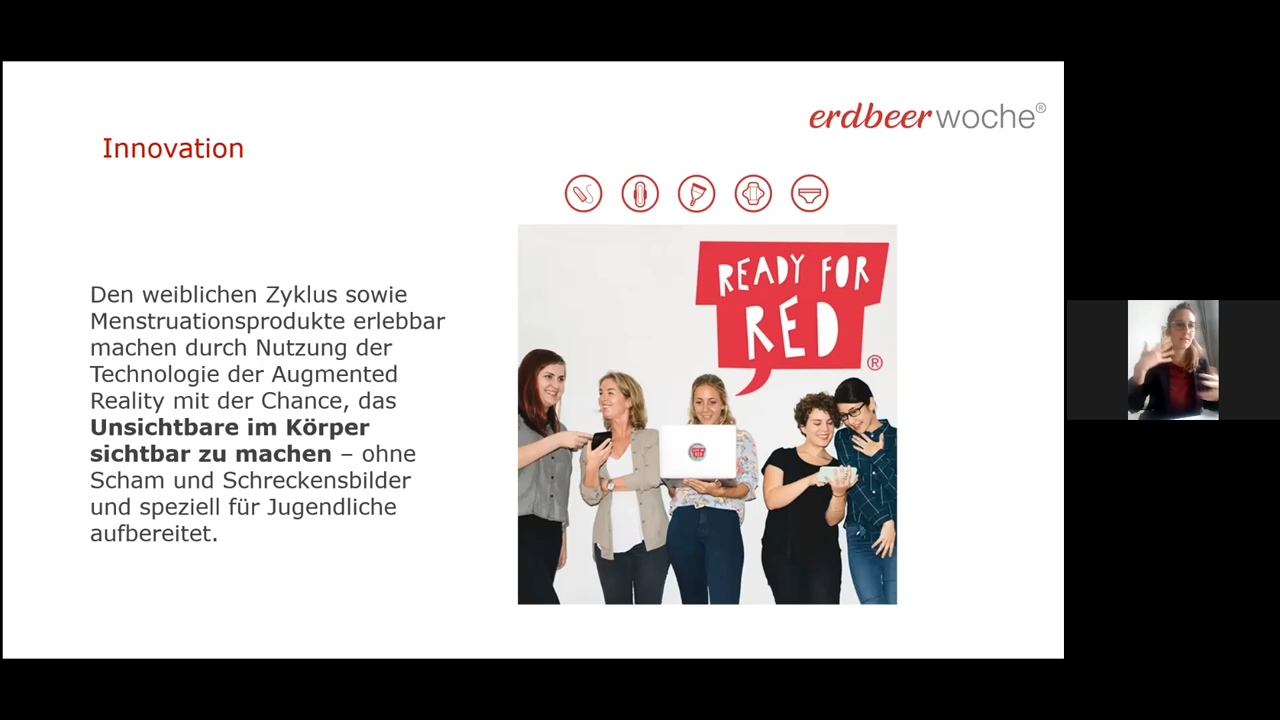 erdbeerwoche®
Innovation
READY FOR
RED
®
Den weiblichen Zyklus sowie
Menstruationsprodukte erlebbar
machen durch Nutzung der
Technologie der Augmented
Reality mit der Chance, das
Unsichtbare im Körper
sichtbar zu machen – ohne
Scham und Schreckensbilder
und speziell für Jugendliche
aufbereitet.